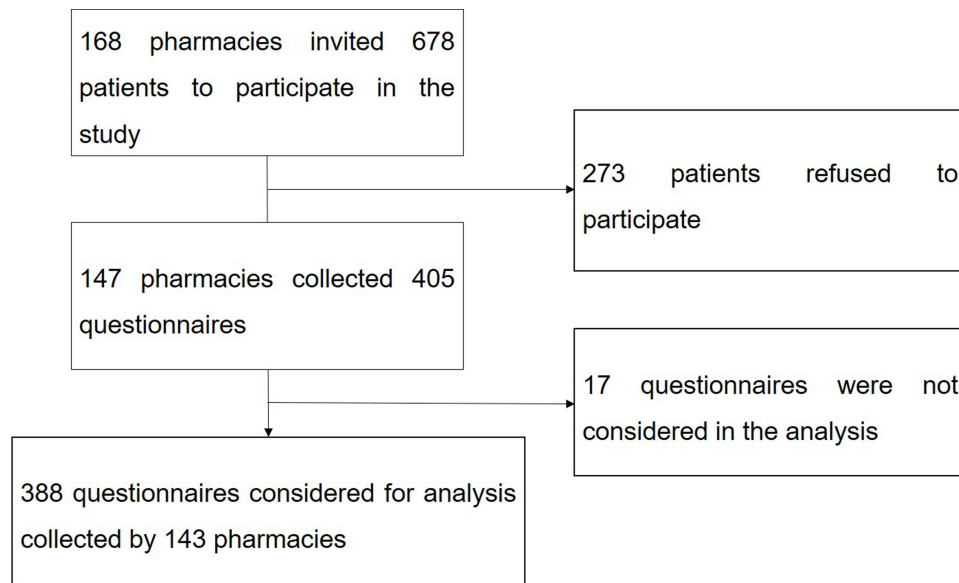 168 pharmacies invited 678
patients to participate in the
study
273 patients refused to
participate
147 pharmacies collected 405
questionnaires
17 questionnaires were not
considered in the analysis
388 questionnaires considered for analysis
collected by 143 pharmacies